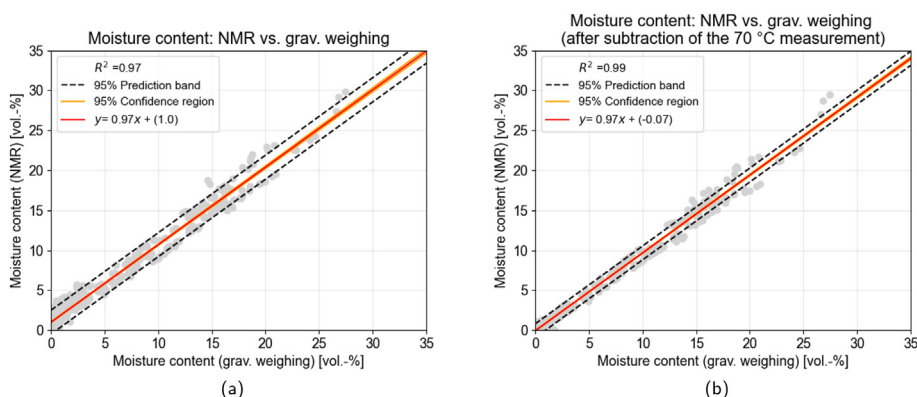 Moisture content: NMR vs. grav. weighing
R² =0.97
95% Prediction band
95% Confidence region
y= 0.97x + (1.0)
35
30
25
20
15
10
5
0
Moisture content (NMR) [vol.-%]
0 5 10 15 20 25 30 35
Moisture content (grav. weighing) [vol.-%]
(a)
Moisture content: NMR vs. grav. weighing
(after subtraction of the 70 °C measurement)
R² =0.99
95% Prediction band
95% Confidence region
y= 0.97x + (-0.07)
35
30
25
20
15
10
5
0
Moisture content (NMR) [vol.-%]
0 5 10 15 20 25 30 35
Moisture content (grav. weighing) [vol.-%]
(b)